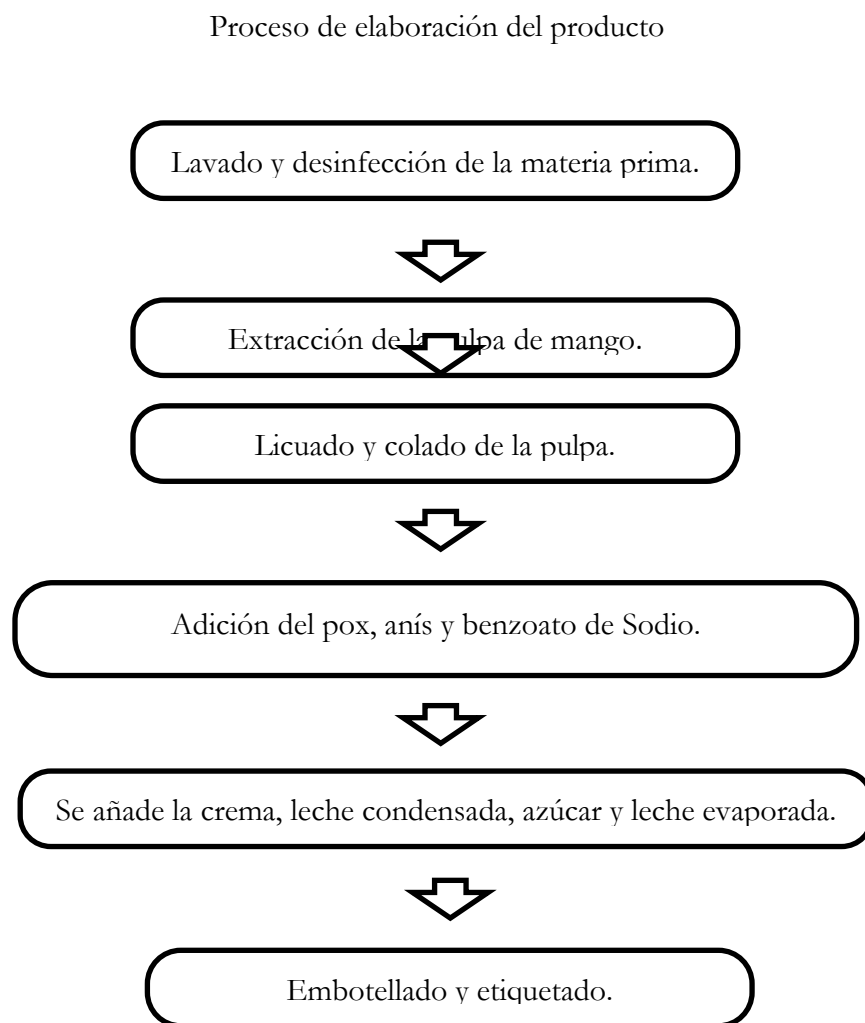 Proceso de elaboración del producto
Lavado y desinfección de la materia prima.
Extracción de la pulpa de mango.
Licuado y colado de la pulpa.
Adición del pox, anís y benzoato de Sodio.
Se añade la crema, leche condensada, azúcar y leche evaporada.
Embotellado y etiquetado.